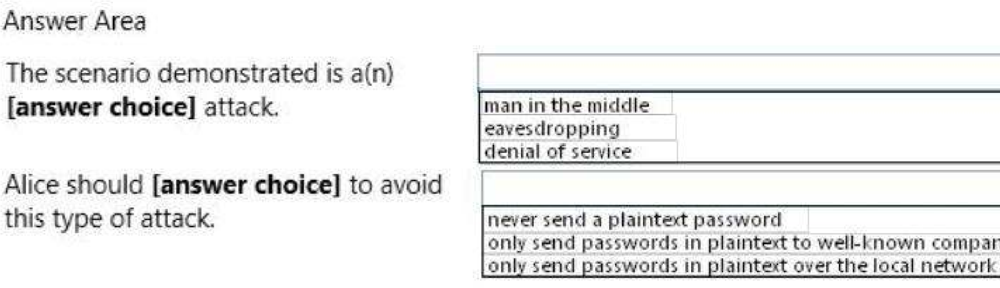 Answer Area
The scenario demonstrated is a(n)
[answer choice] attack.
man in the middle
eavesdropping
denial of service
Alice should [answer choice] to avoid
this type of attack.
never send a plaintext password
only send passwords in plaintext to well-known compan
only send passwords in plaintext over the local network